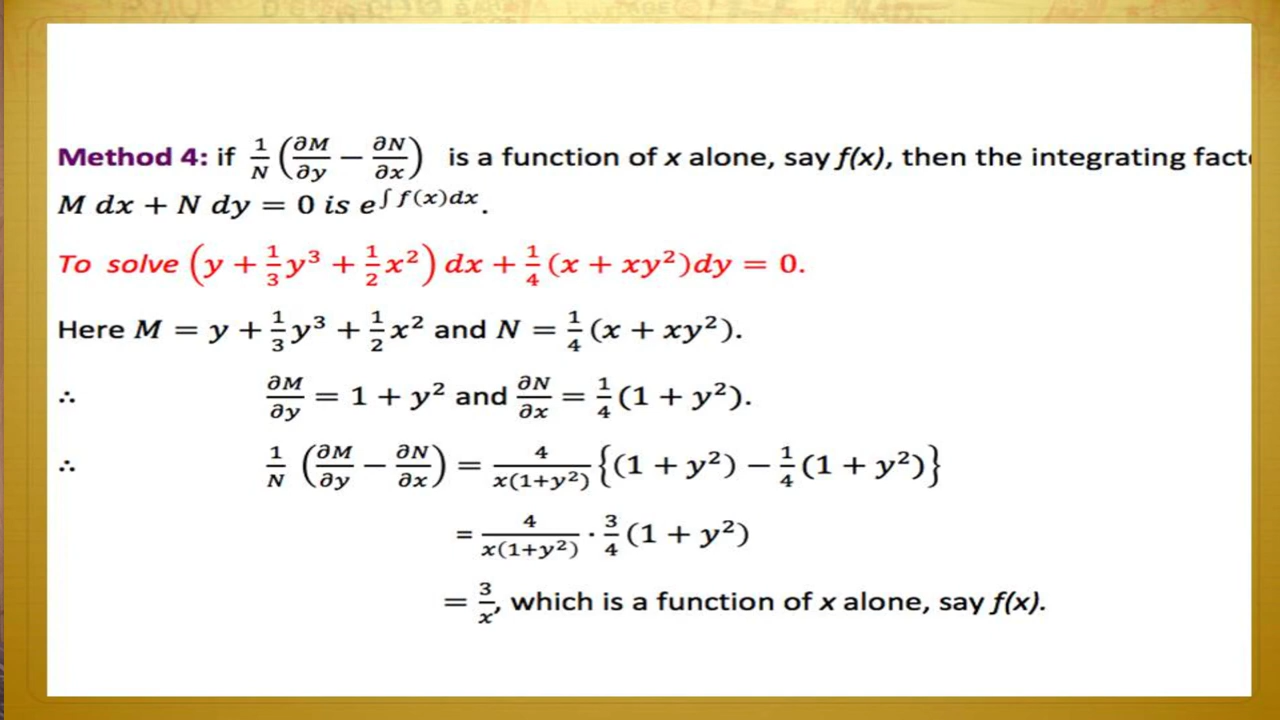 Method 4: if 1/N (∂M/∂y − ∂N/∂x) is a function of x alone, say f(x), then the integrating
M dx + N dy = 0 is e^∫ f(x)dx.
To solve (y + 1/3 y³ + 1/2 x²) dx + 1/4 (x + xy²)dy = 0.
Here M = y + 1/3 y³ + 1/2 x² and N = 1/4 (x + xy²).
∴ ∂M/∂y = 1 + y² and ∂N/∂x = 1/4 (1 + y²).
∴ 1/N (∂M/∂y − ∂N/∂x) = 4/x(1+y²) {(1 + y²) − 1/4 (1 + y²)}
= 4/x(1+y²) · 3/4 (1 + y²)
= 3/x, which is a function of x alone, say f(x).